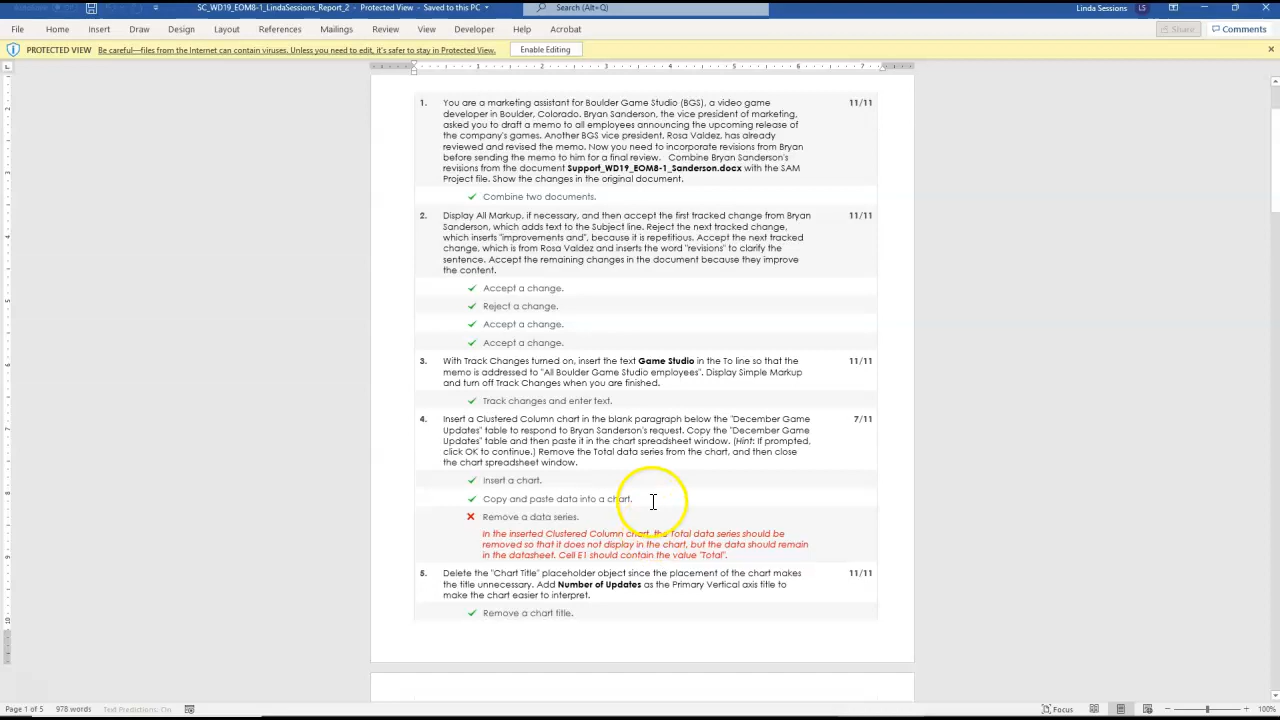 SC_WD19_EOM8-1_LindaSessions_Report_2 - Protected View - Saved to this PC
Search (Alt+Q)
Linda Sessions
LS
File Home Insert Draw Design Layout References Mailings Review View Developer Help Acrobat
Share Comments
PROTECTED VIEW Be careful—files from the Internet can contain viruses. Unless you need to edit, it's safer to stay in Protected View. Enable Editing
1 2 3 4 5 6 7
1. You are a marketing assistant for Boulder Game Studio (BGS), a video game 11/11
developer in Boulder, Colorado. Bryan Sanderson, the vice president of marketing,
asked you to draft a memo to all employees announcing the upcoming release of
the company's games. Another BGS vice president, Rosa Valdez, has already
reviewed and revised the memo. Now you need to incorporate revisions from Bryan
before sending the memo to him for a final review. Combine Bryan Sanderson's
revisions from the document Support_WD19_EOM8-1_Sanderson.docx with the SAM
Project file. Show the changes in the original document.
Combine two documents.
2. Display All Markup, if necessary, and then accept the first tracked change from Bryan 11/11
Sanderson, which adds text to the Subject line. Reject the next tracked change,
which inserts "improvements and", because it is repetitious. Accept the next tracked
change, which is from Rosa Valdez and inserts the word "revisions" to clarify the
sentence. Accept the remaining changes in the document because they improve
the content.
Accept a change.
Reject a change.
Accept a change.
Accept a change.
3. With Track Changes turned on, insert the text Game Studio in the To line so that the 11/11
memo is addressed to "All Boulder Game Studio employees". Display Simple Markup
and turn off Track Changes when you are finished.
Track changes and enter text.
4. Insert a Clustered Column chart in the blank paragraph below the "December Game 7/11
Updates" table to respond to Bryan Sanderson's request. Copy the "December Game
Updates" table and then paste it in the chart spreadsheet window. (Hint: If prompted,
click OK to continue.) Remove the Total data series from the chart, and then close
the chart spreadsheet window.
Insert a chart.
Copy and paste data into a chart.
Remove a data series.
In the inserted Clustered Column chart, the Total data series should be
removed so that it does not display in the chart, but the data should remain
in the datasheet. Cell E1 should contain the value "Total".
5. Delete the "Chart Title" placeholder object since the placement of the chart makes 11/11
the title unnecessary. Add Number of Updates as the Primary Vertical axis title to
make the chart easier to interpret.
Remove a chart title.
Page 1 of 5 978 words Text Predictions: On Focus 100%